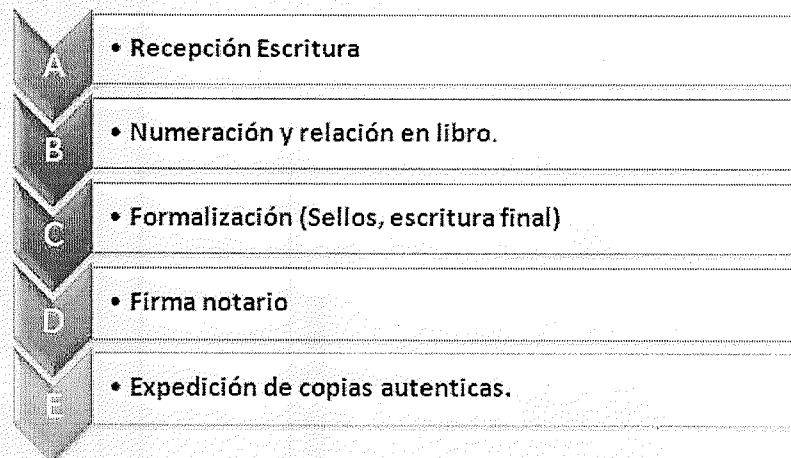 A
• Recepción Escritura
B
• Numeración y relación en libro.
C
• Formalización (Sellos, escritura final)
D
• Firma notario
E
• Expedición de copias autenticas.